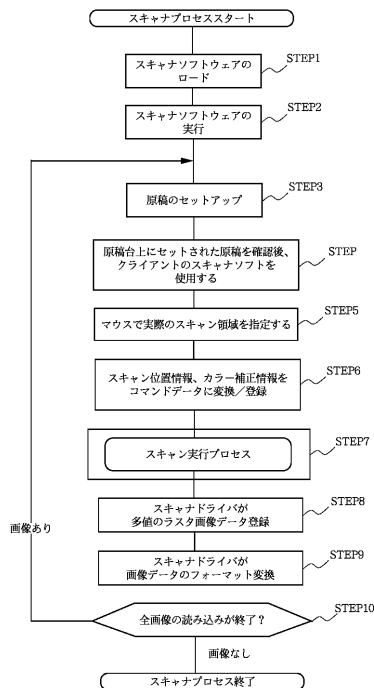 スキャナプロセススタート
スキャナソフトウェアの
ロード
STEP1
スキャナソフトウェアの
実行
STEP2
原稿のセットアップ
STEP3
原稿台上にセットされた原稿を確認後、
クライアントのスキャナソフトを
使用する
STEP
マウスで実際のスキャン領域を指定する
STEP5
スキャン位置情報、カラー補正情報を
コマンドデータに変換／登録
STEP6
スキャン実行プロセス
STEP7
スキャナドライバが
多値のラスタ画像データ登録
STEP8
スキャナドライバが
画像データのフォーマット変換
STEP9
画像あり
全画像の読み込みが終了？
STEP10
画像なし
スキャナプロセス終了